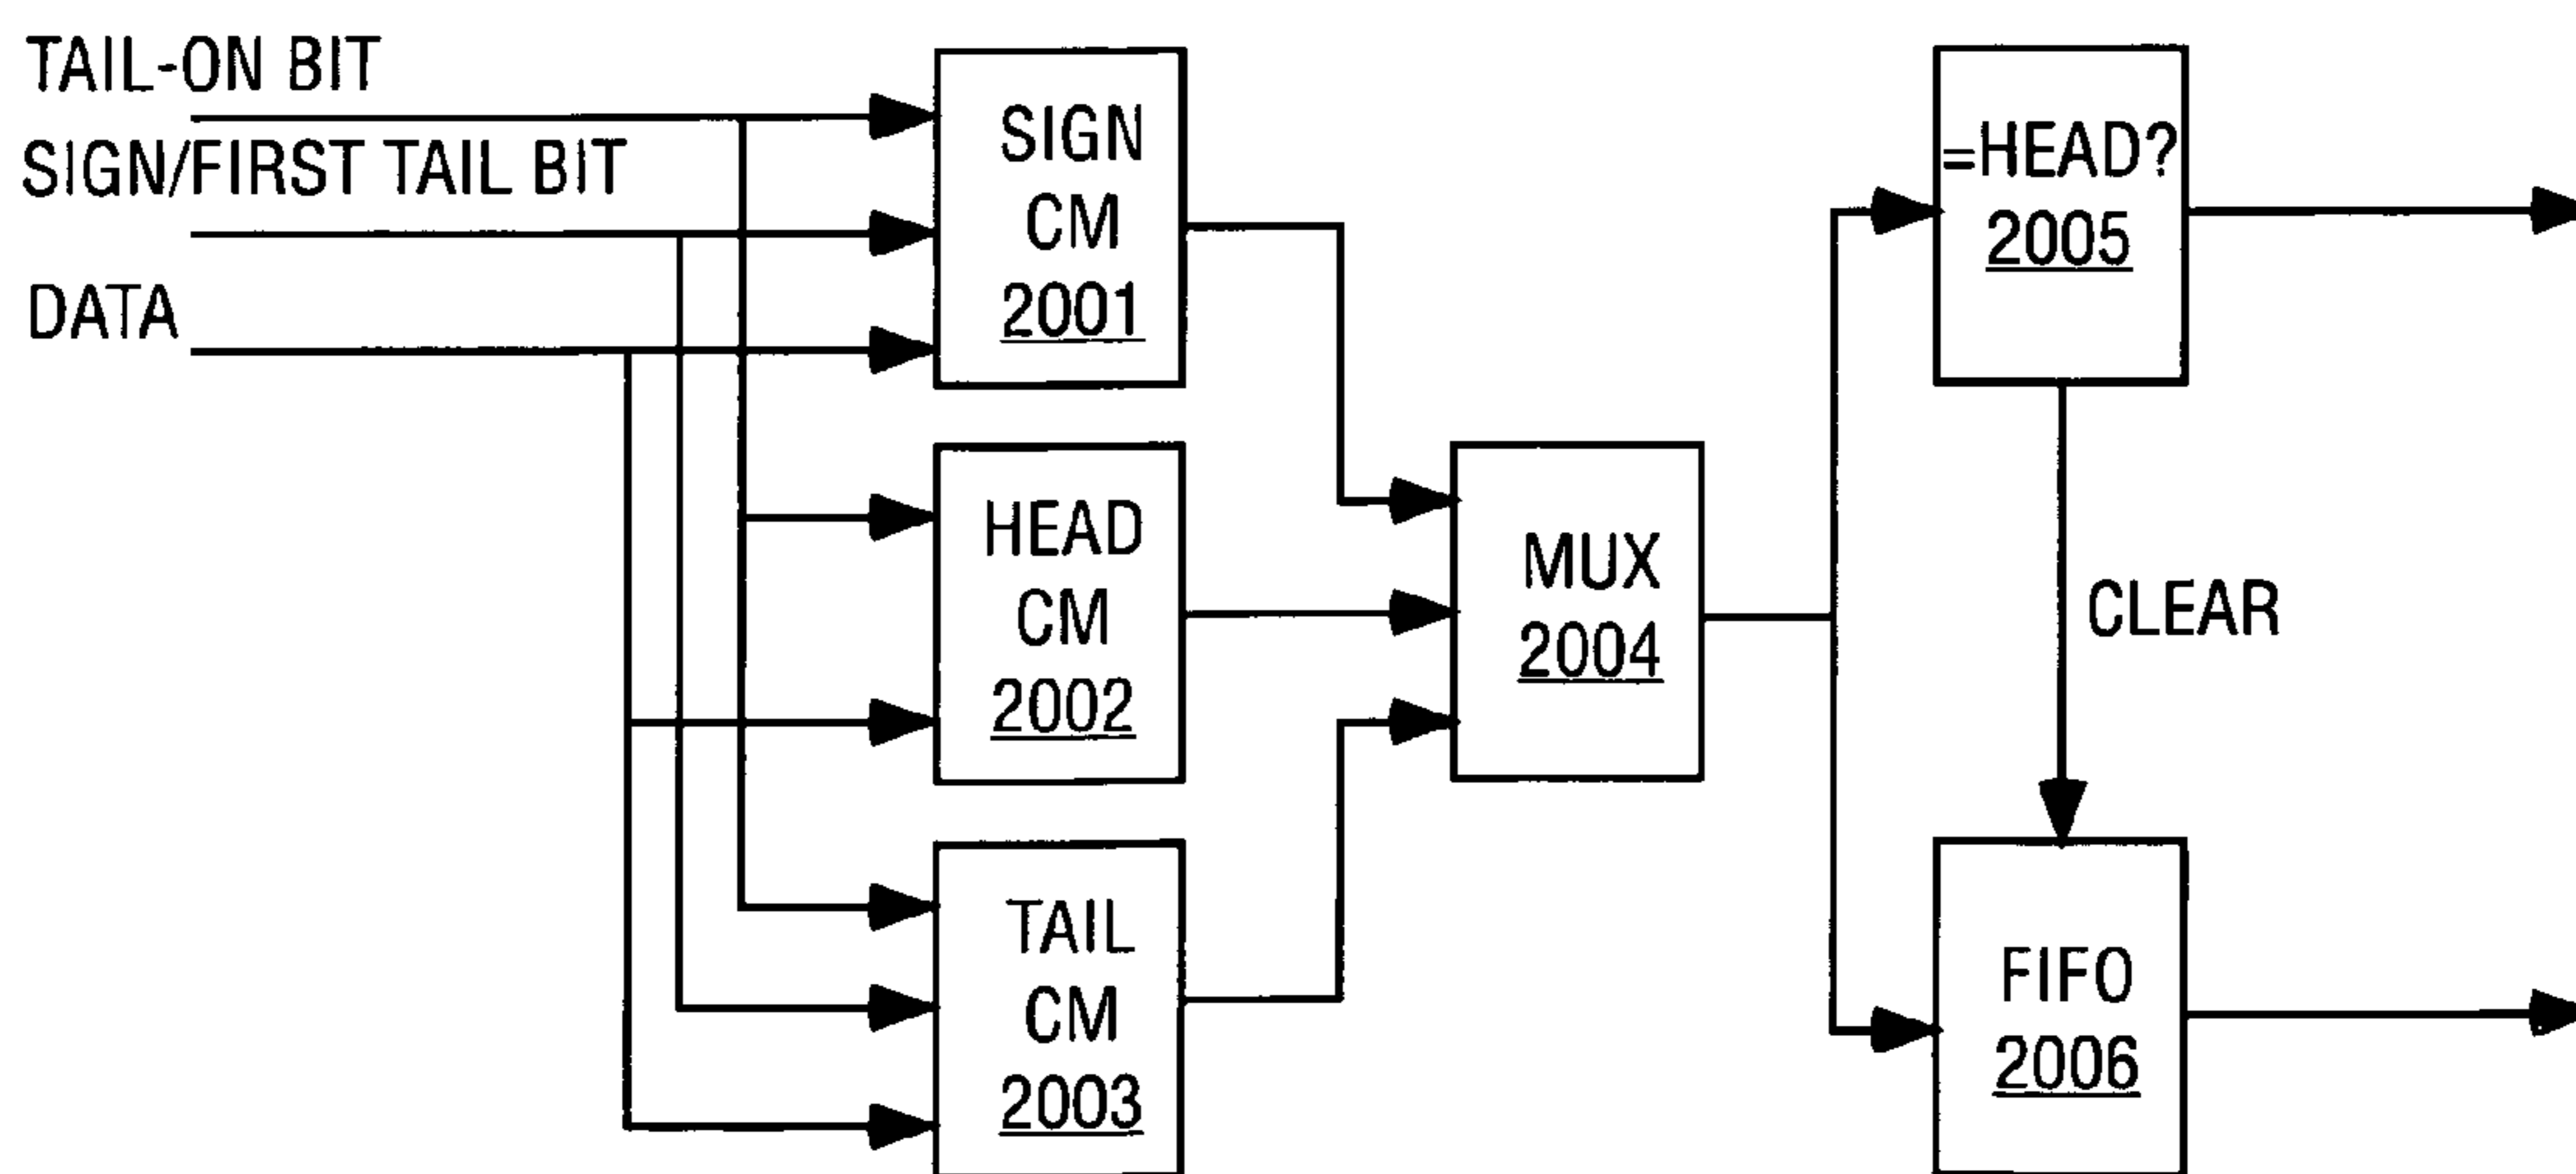 TAIL-ON BIT
SIGN/FIRST TAIL BIT
DATA
SIGN
CM
2001
HEAD
CM
2002
TAIL
CM
2003
MUX
2004
=HEAD?
2005
CLEAR
FIFO
2006